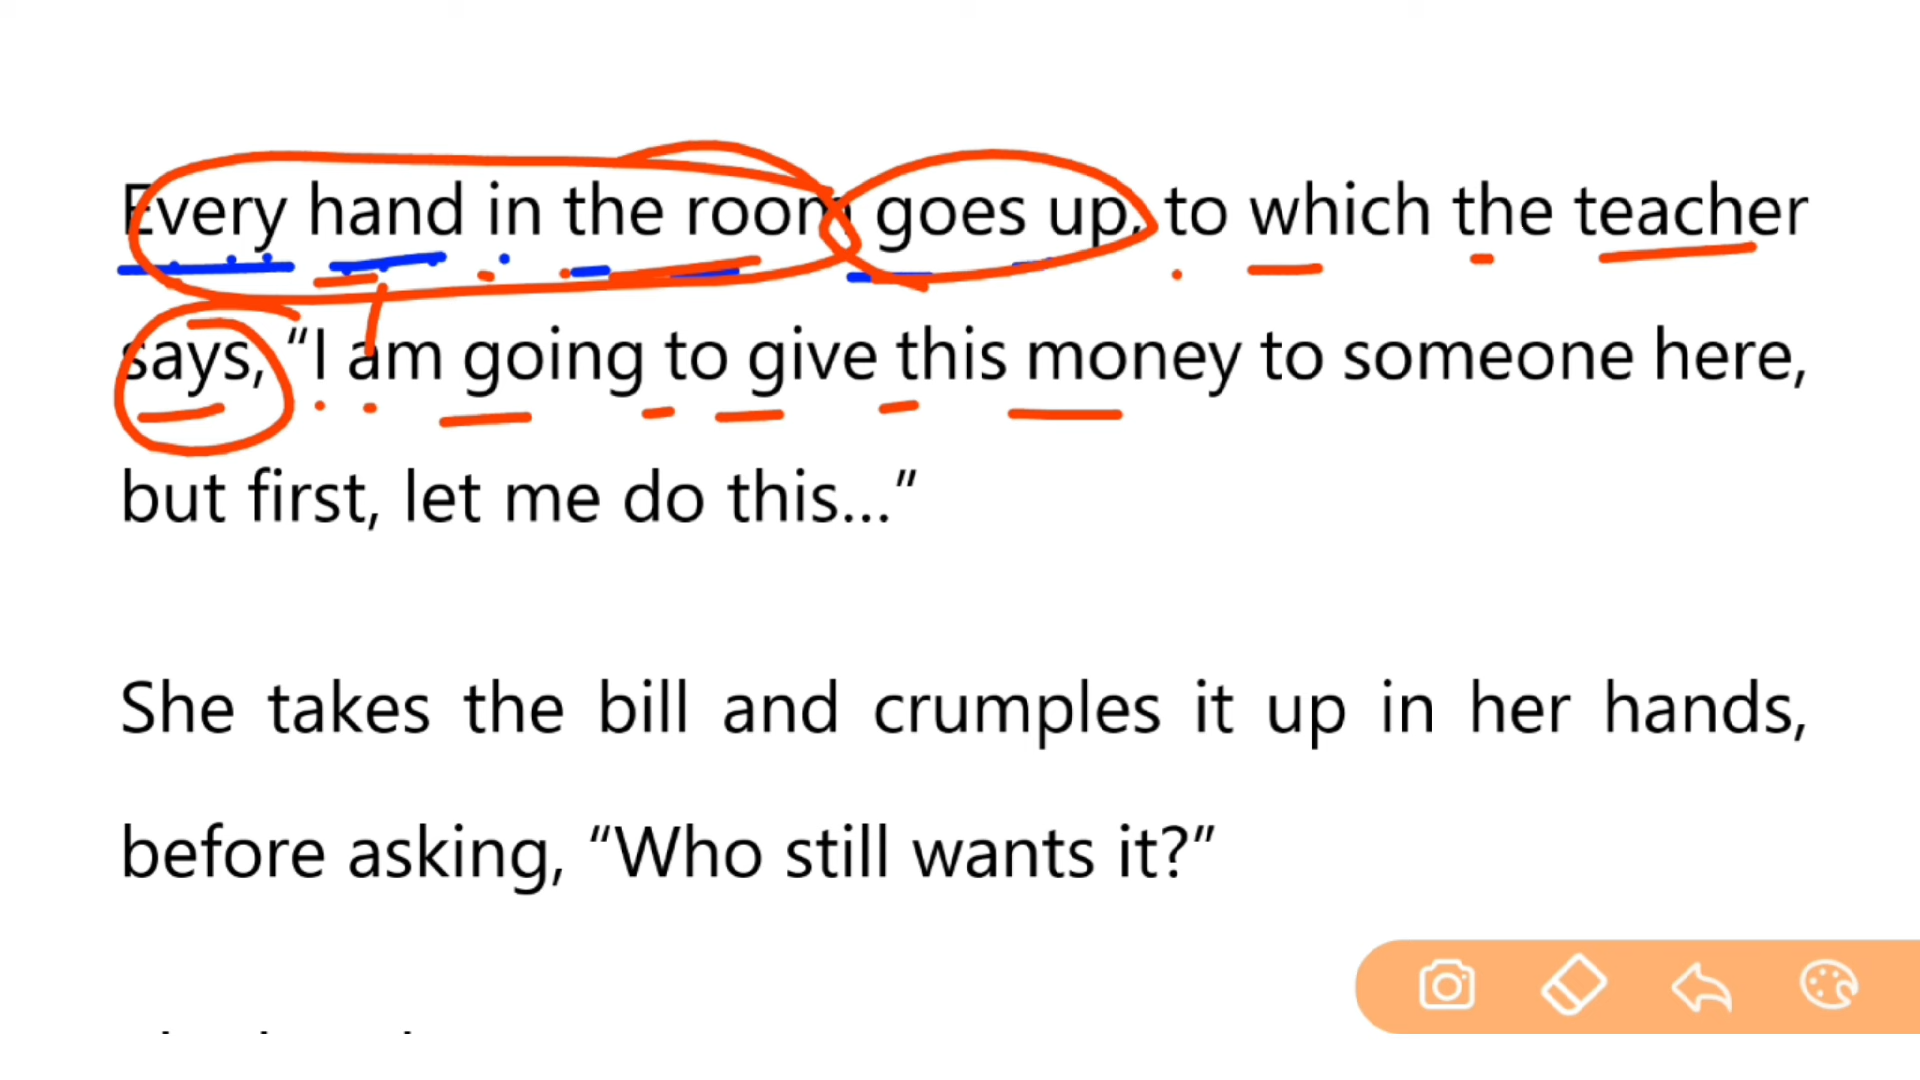 Every hand in the room goes up, to which the teacher
says, “I am going to give this money to someone here,
but first, let me do this...”
She takes the bill and crumples it up in her hands,
before asking, “Who still wants it?”